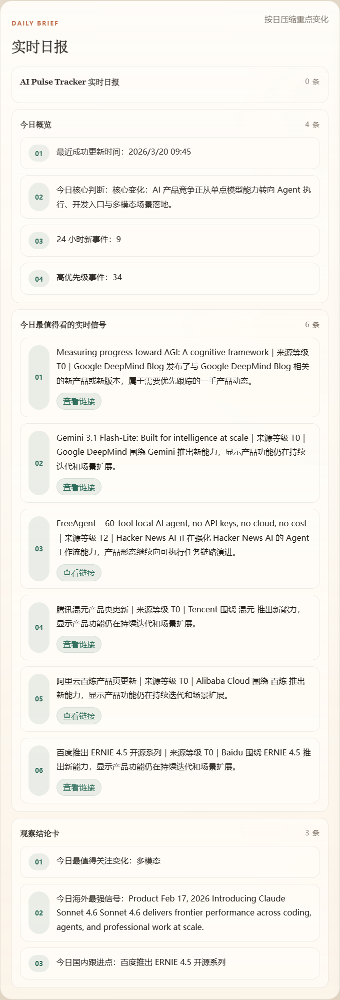 DAILY BRIEF
按日压缩重点变化
实时日报
AI Pulse Tracker 实时日报
0 条
今日概览
4 条
01
最近成功更新时间：2026/3/20 09:45
02
今日核心判断：核心变化：AI 产品竞争正从单点模型能力转向 Agent 执
行、开发入口与多模态场景落地。
03
24 小时新事件：9
04
高优先级事件：34
今日最值得看的实时信号
6 条
01
Measuring progress toward AGI: A cognitive framework | 来源等级
T0 | Google DeepMind Blog 发布了与 Google DeepMind Blog 相关
的新产品或新版本，属于需要优先跟踪的一手产品动态。
查看链接
02
Gemini 3.1 Flash-Lite: Built for intelligence at scale | 来源等级 T0 |
Google DeepMind 围绕 Gemini 推出新能力，显示产品功能仍在持续
迭代和场景扩展。
查看链接
03
FreeAgent – 60-tool local AI agent, no API keys, no cloud, no cost
| 来源等级 T2 | Hacker News AI 正在强化 Hacker News AI 的 Agent
工作流能力，产品形态继续向可执行任务链路演进。
查看链接
04
腾讯混元产品页更新 | 来源等级 T0 | Tencent 围绕 混元 推出新能力，
显示产品功能仍在持续迭代和场景扩展。
查看链接
05
阿里云百炼产品页更新 | 来源等级 T0 | Alibaba Cloud 围绕 百炼 推出
新能力，显示产品功能仍在持续迭代和场景扩展。
查看链接
06
百度推出 ERNIE 4.5 开源系列 | 来源等级 T0 | Baidu 围绕 ERNIE 4.5 推
出新能力，显示产品功能仍在持续迭代和场景扩展。
查看链接
观察结论卡
3 条
01
今日最值得关注变化：多模态
02
今日海外最强信号：Product Feb 17, 2026 Introducing Claude
Sonnet 4.6 Sonnet 4.6 delivers frontier performance across coding,
agents, and professional work at scale.
03
今日国内跟进点：百度推出 ERNIE 4.5 开源系列